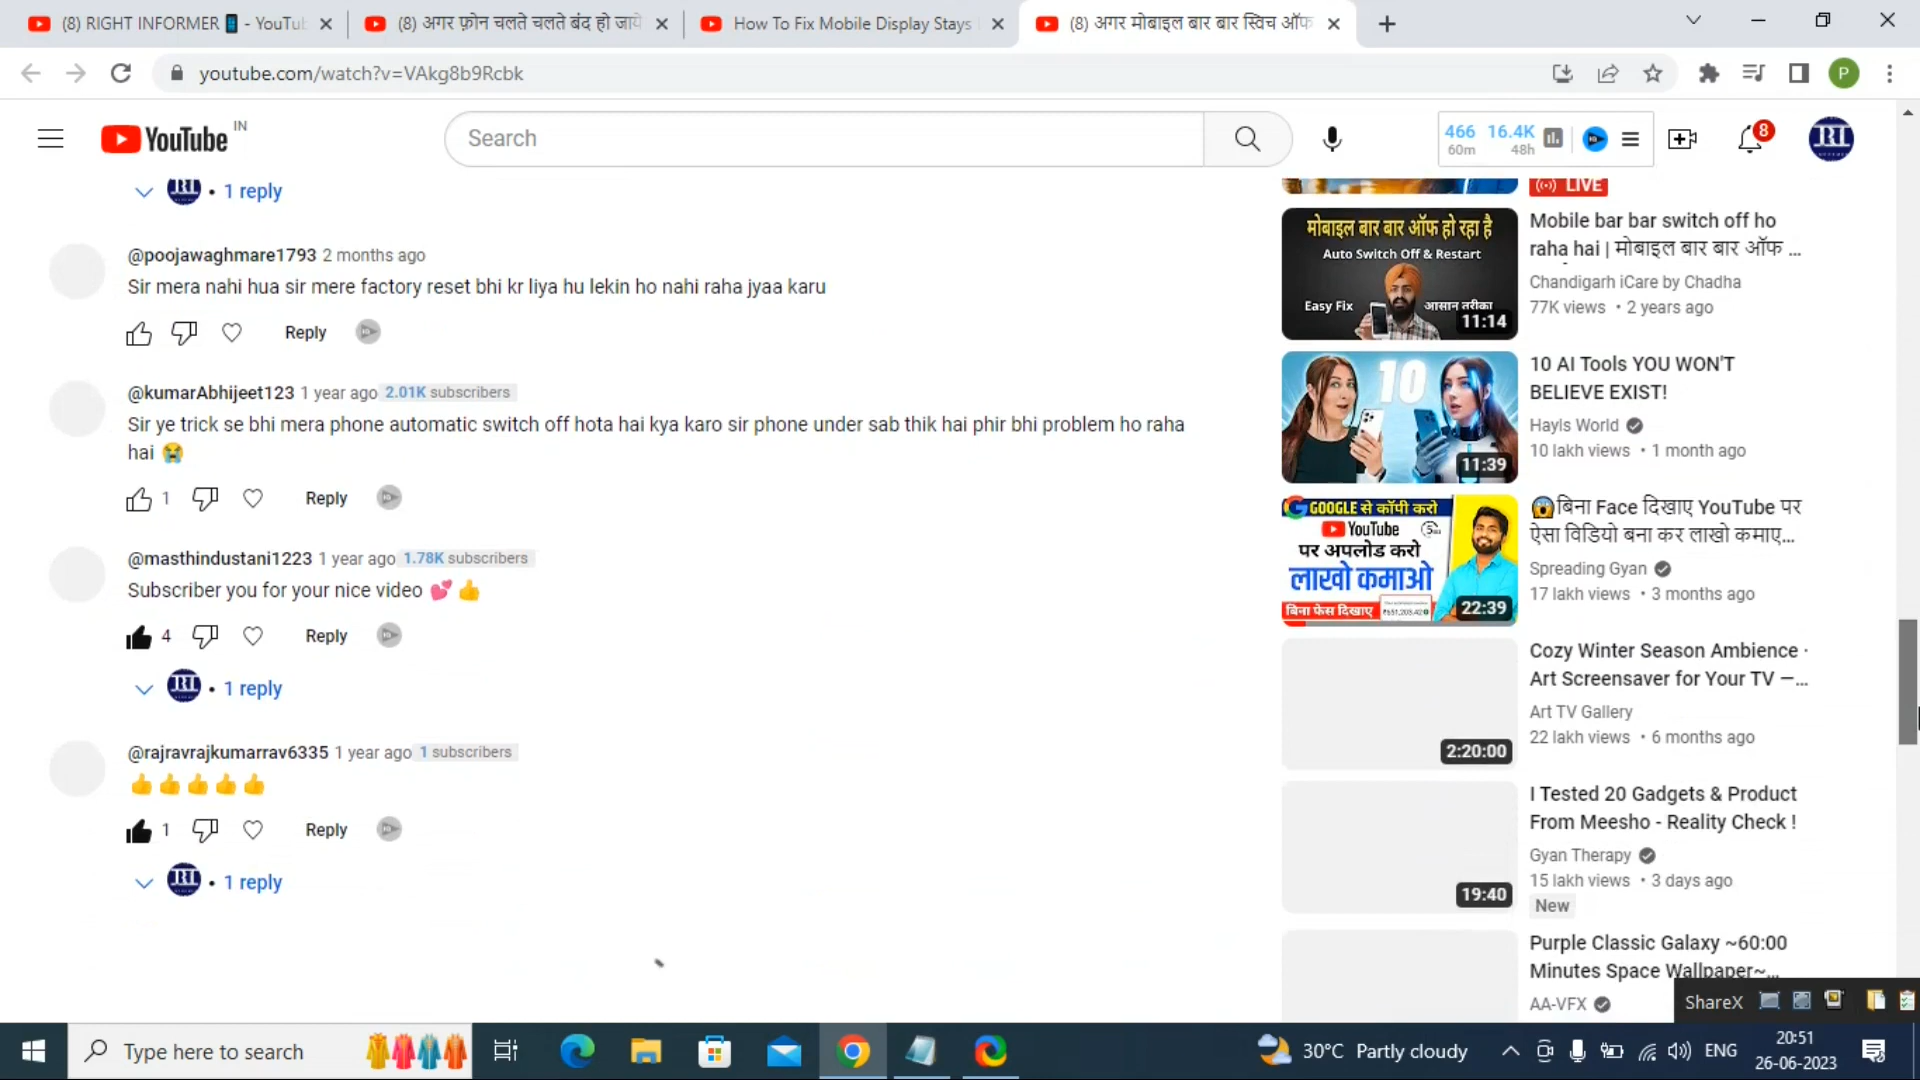 (8) RIGHT INFORMER - YouTu
(8) अगर फ़ोन चलते चलते बंद हो जाये
How To Fix Mobile Display Stays
(8) अगर मोबाइल बार बार स्विच ऑफ
youtube.com/watch?v=VAkg8b9Rcbk
P
YouTube IN
Search
466 16.4K
60m 48h
8
1 reply
@poojawaghmare1793 2 months ago
Sir mera nahi hua sir mere factory reset bhi kr liya hu lekin ho nahi raha jyaa karu
Reply
@kumarAbhijeet123 1 year ago 2.01K subscribers
Sir ye trick se bhi mera phone automatic switch off hota hai kya karo sir phone under sab thik hai phir bhi problem ho raha
hai 😭
1 Reply
@masthindustani1223 1 year ago 1.78K subscribers
Subscriber you for your nice video 💕 👍
4 Reply
1 reply
@rajravrajkumarrav6335 1 year ago 1 subscribers
👍 👍 👍 👍 👍
1 Reply
1 reply
LIVE
मोबाइल बार बार ऑफ हो रहा है
Auto Switch Off & Restart
Easy Fix
आसान तरीका
11:14
Mobile bar bar switch off ho
raha hai | मोबाइल बार बार ऑफ ...
Chandigarh iCare by Chadha
77K views • 2 years ago
10
11:39
10 AI Tools YOU WON'T
BELIEVE EXIST!
Hayls World
10 lakh views • 1 month ago
GOOGLE से कॉपी करो
YouTube
पर अपलोड करो
लाखो कमाओ
बिना फेस दिखाए
22:39
😱बिना Face दिखाए YouTube पर
ऐसा विडियो बना कर लाखो कमाए...
Spreading Gyan
17 lakh views • 3 months ago
2:20:00
Cozy Winter Season Ambience ·
Art Screensaver for Your TV —...
Art TV Gallery
22 lakh views • 6 months ago
19:40
I Tested 20 Gadgets & Product
From Meesho - Reality Check !
Gyan Therapy
15 lakh views • 3 days ago
New
Purple Classic Galaxy ~60:00
Minutes Space Wallpaper~...
AA-VFX
ShareX
Type here to search
30°C Partly cloudy
ENG
20:51
26-06-2023